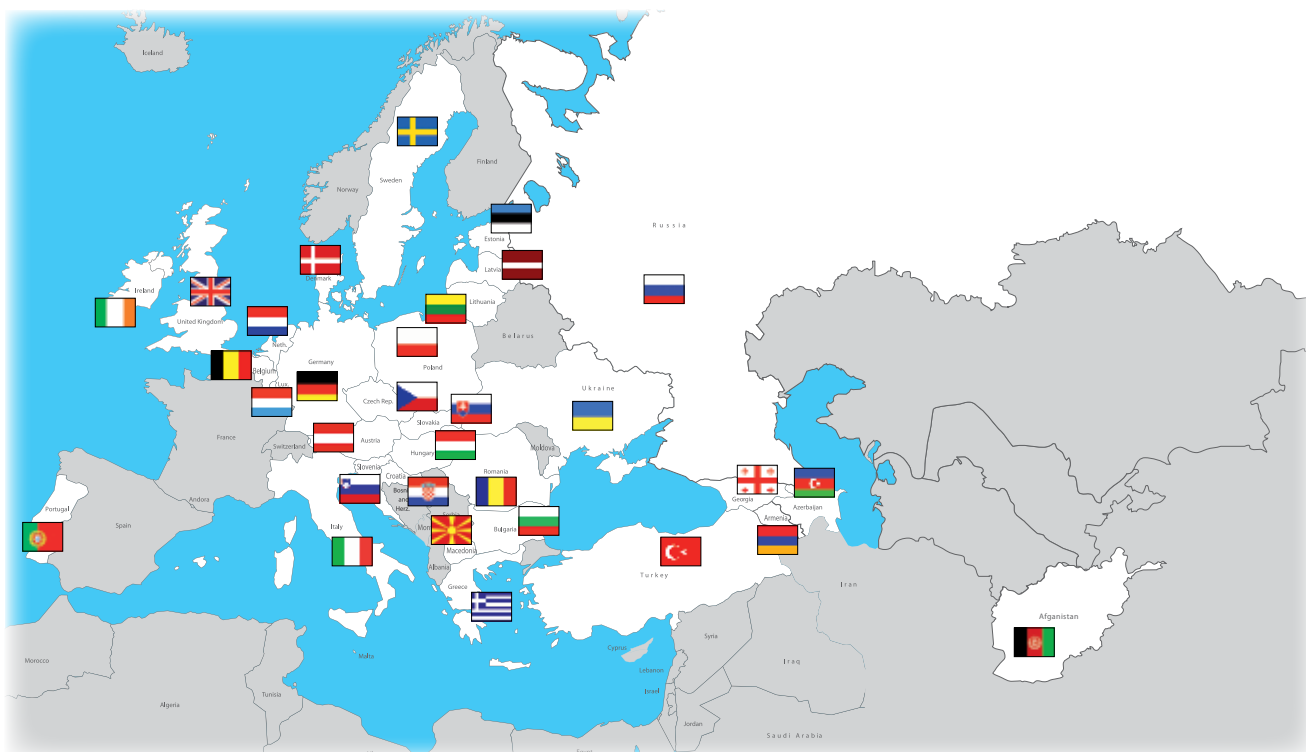 Iceland
Sweden
Finland
Norway
Russia
Estonia
Latvia
Denmark
Ireland
Lithuania
United Kingdom
Belarus
Neth.
Germany
Poland
Belgium
Lux.
Ukraine
Czech Rep.
Slovakia
France
Austria
Switzerland
Moldova
Hungary
Slovenia
Romania
Croatia
Andora
Bosni
and
Herz.
Georgia
Portugal
Azerbaijan
Armenia
Spain
Italy
Mon
Bulgaria
Macedonia
Albania
Turkey
Iran
Greece
Afghanistan
Syria
Cyprus
Malta
Morocco
Iraq
Lebanon
Israel
Tunisia
Algeria
Jordan
Saudi Arabia